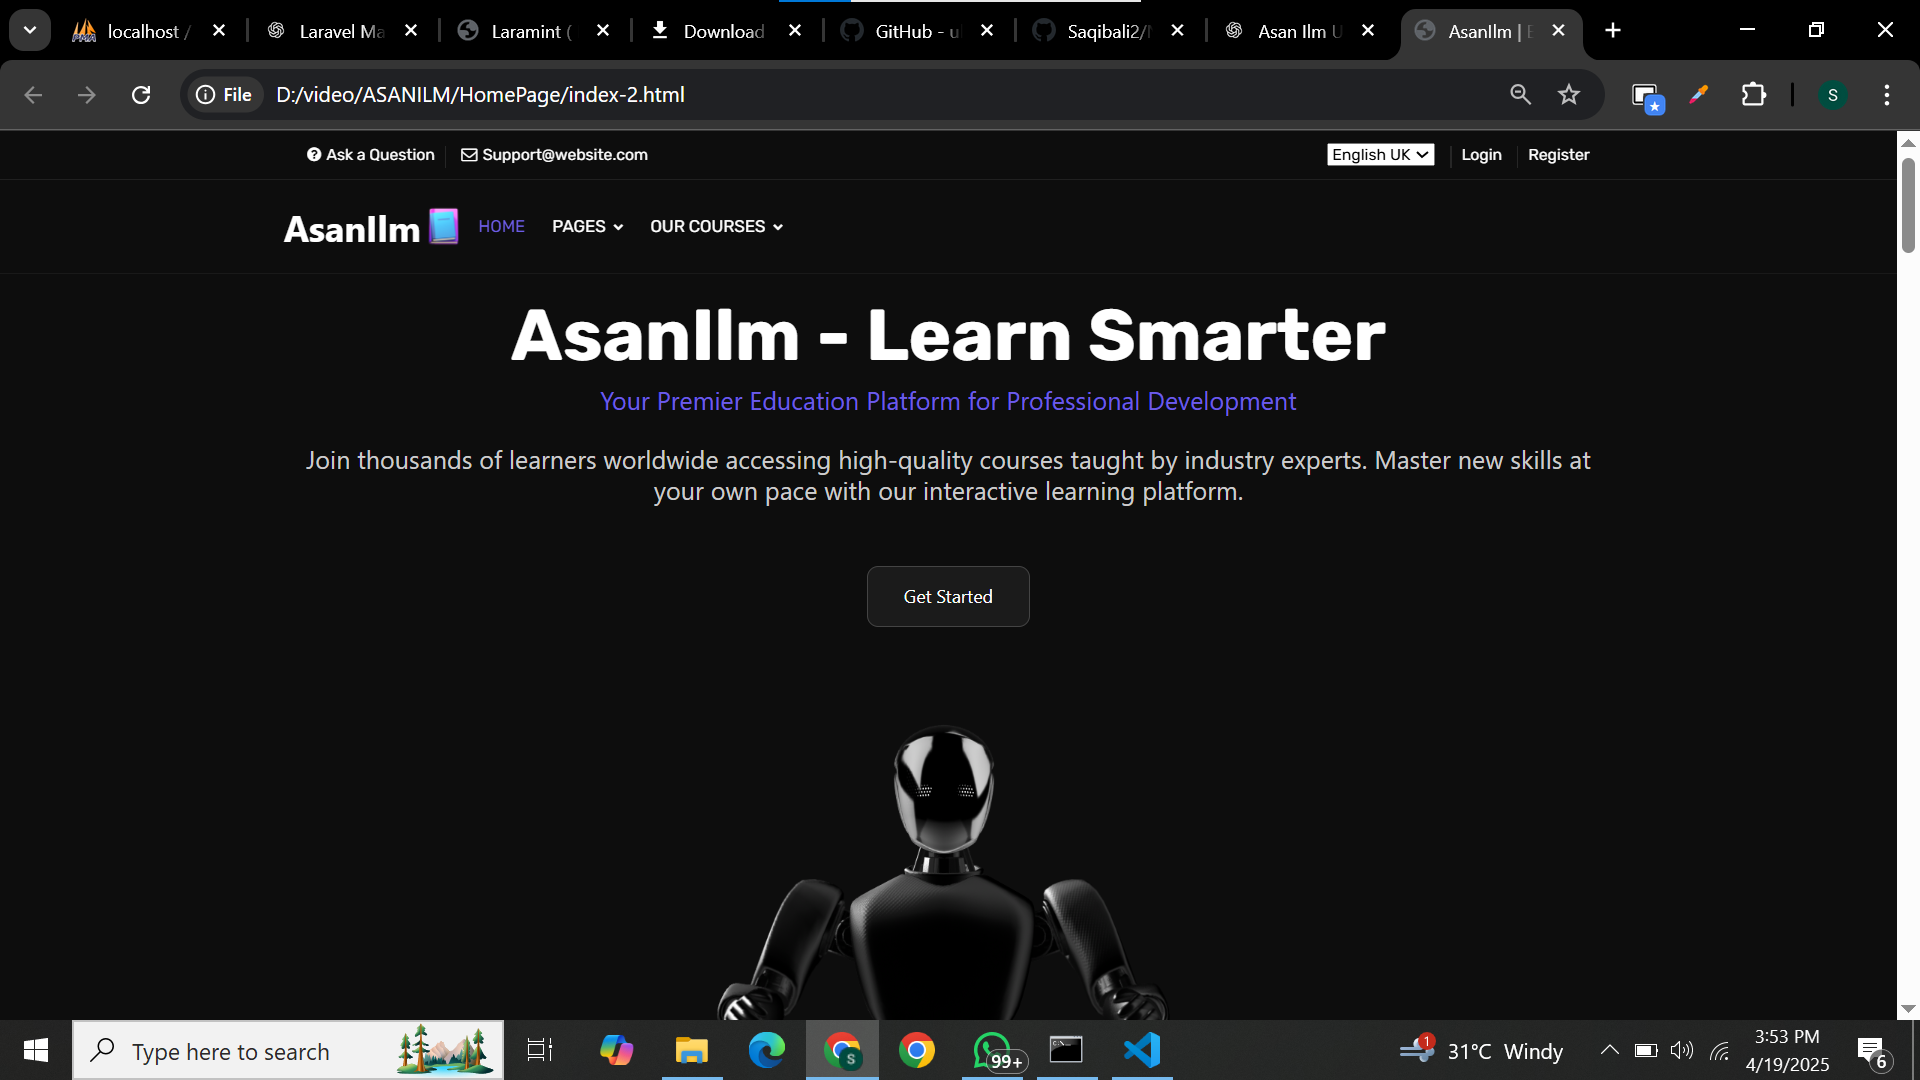 localhost /
Laravel Ma
Laramint (
Download
GitHub - ul
Saqibali2/
Asan Ilm U
AsanIlm | E
File
D:/video/ASANILM/HomePage/index-2.html
S
Ask a Question
Support@website.com
English UK
Login
Register
AsanIlm
HOME
PAGES
OUR COURSES
AsanIlm - Learn Smarter
Your Premier Education Platform for Professional Development
Join thousands of learners worldwide accessing high-quality courses taught by industry experts. Master new skills at
your own pace with our interactive learning platform.
Get Started
Type here to search
S
99+
1
31°C Windy
3:53 PM
4/19/2025
6